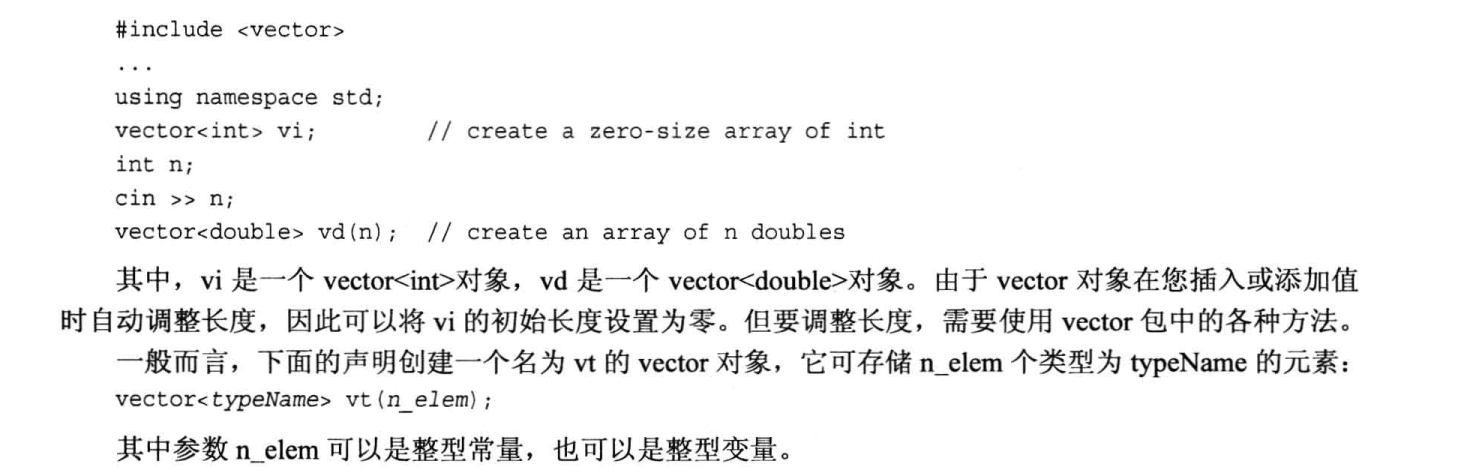 #include <vector>
...
using namespace std;
vector<int> vi;          // create a zero-size array of int
int n;
cin >> n;
vector<double> vd(n);  // create an array of n doubles
其中，vi 是一个 vector<int>对象，vd 是一个 vector<double>对象。由于 vector 对象在您插入或添加值
时自动调整长度，因此可以将 vi 的初始长度设置为零。但要调整长度，需要使用 vector 包中的各种方法。
一般而言，下面的声明创建一个名为 vt 的 vector 对象，它可存储 n_elem 个类型为 typeName 的元素：
vector<typeName> vt(n_elem);
其中参数 n_elem 可以是整型常量，也可以是整型变量。